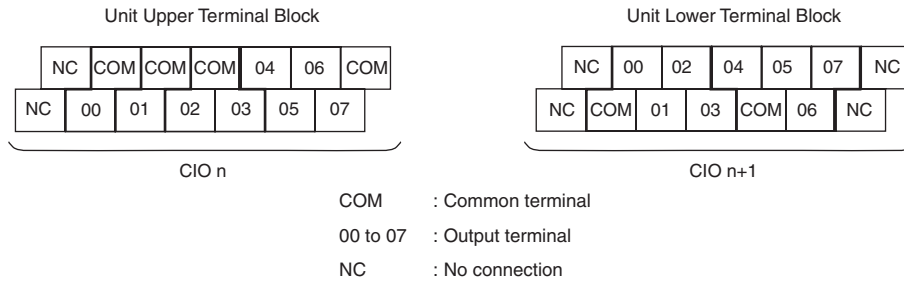 Unit Upper Terminal Block Unit Lower Terminal Block
NC COM COM COM 04 06 COM NC 00 02 04 05 07 NC
NC 00 01 02 03 05 07 NC COM 01 03 COM 06 NC
CIO n CIO n+1
COM : Common terminal
00 to 07 : Output terminal
NC : No connection